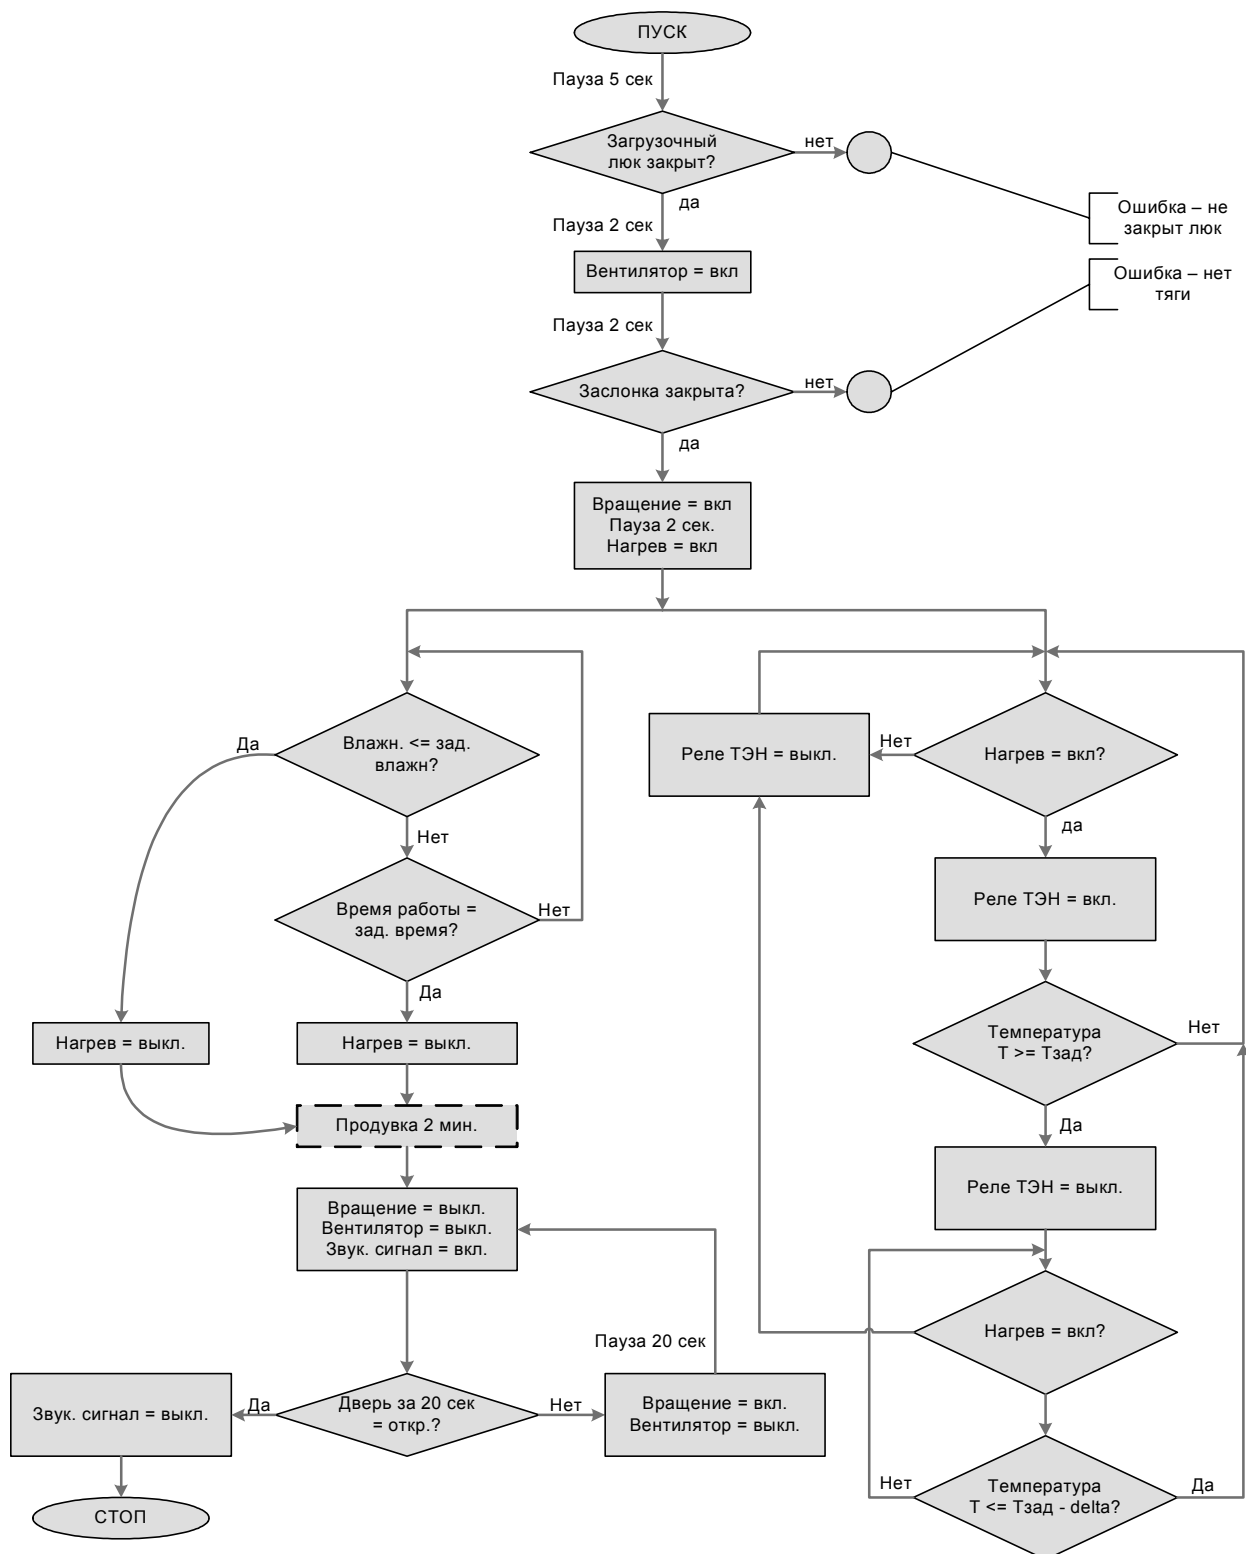 ПУСК
Пауза 5 сек
Загрузочный
люк закрыт?
нет
да
Ошибка – не
закрыт люк
Пауза 2 сек
Вентилятор = вкл
Ошибка – нет
тяги
Пауза 2 сек
Заслонка закрыта?
нет
да
Вращение = вкл
Пауза 2 сек.
Нагрев = вкл
Влажн. <= зад.
влажн?
Да
Нет
Время работы =
зад. время?
Нет
Да
Нагрев = выкл.
Нагрев = выкл.
Продувка 2 мин.
Вращение = выкл.
Вентилятор = выкл.
Звук. сигнал = вкл.
Пауза 20 сек
Дверь за 20 сек
= откр.?
Да
Нет
Звук. сигнал = выкл.
Вращение = вкл.
Вентилятор = выкл.
СТОП
Реле ТЭН = выкл.
Нет
Нагрев = вкл?
да
Реле ТЭН = вкл.
Температура
T >= Tзад?
Нет
Да
Реле ТЭН = выкл.
Нагрев = вкл?
Температура
T <= Tзад - delta?
Нет
Да